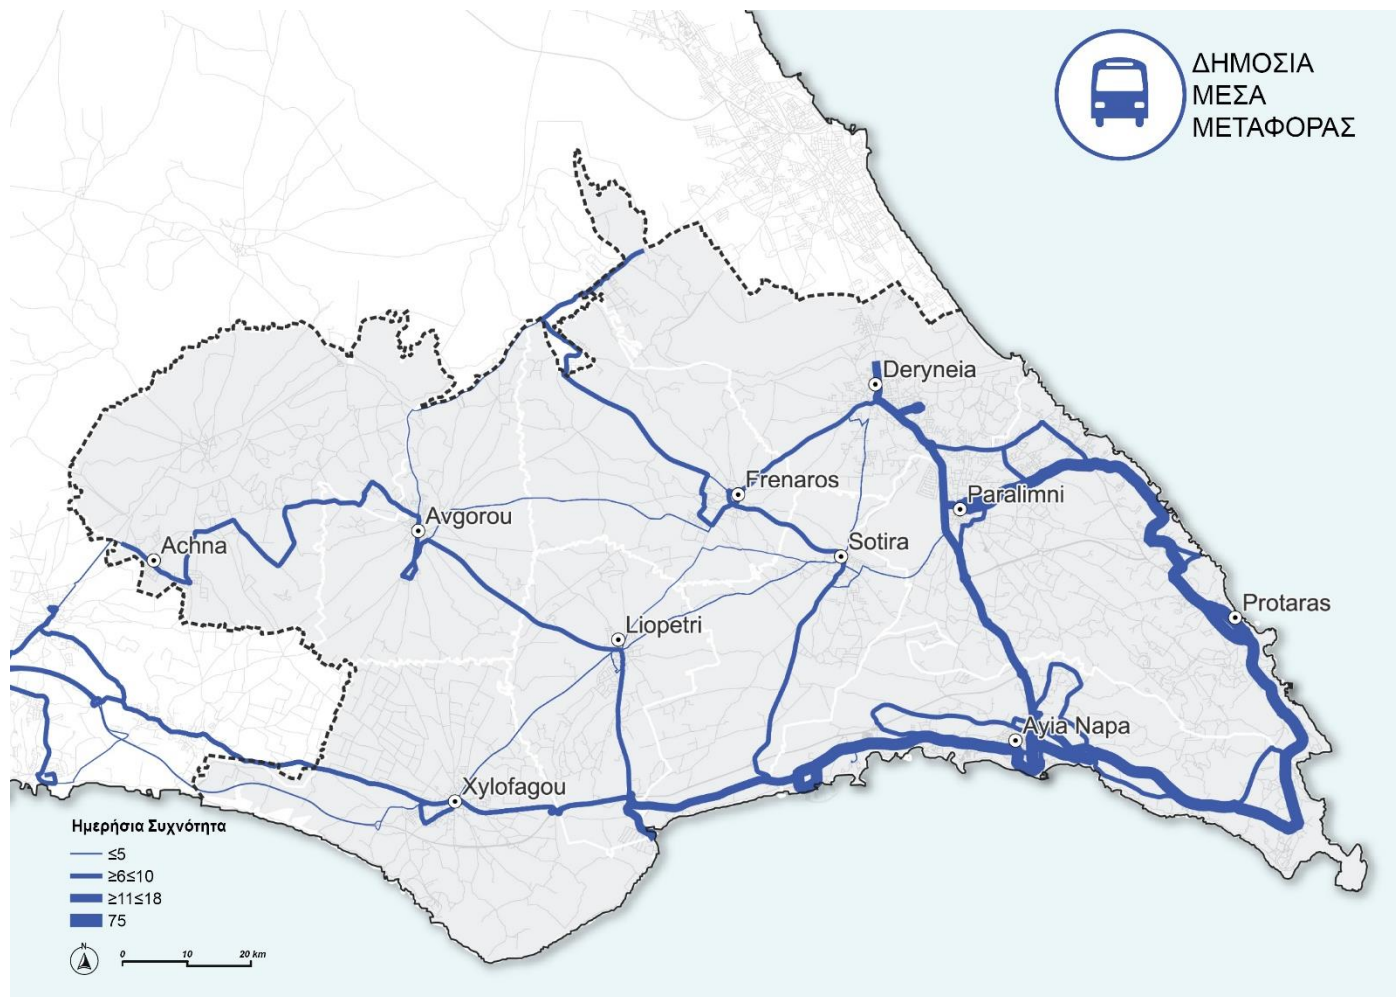 ΔΗΜΟΣΙΑ
ΜΕΣΑ
ΜΕΤΑΦΟΡΑΣ
Deryneia
Frenaros
Paralimni
Avgorou
Achna
Sotira
Protaras
Liopetri
Ayia Napa
Xylofagou
Ημερήσια Συχνότητα
≤5
≥6≤10
≥11≤18
75
N
0 10 20 km